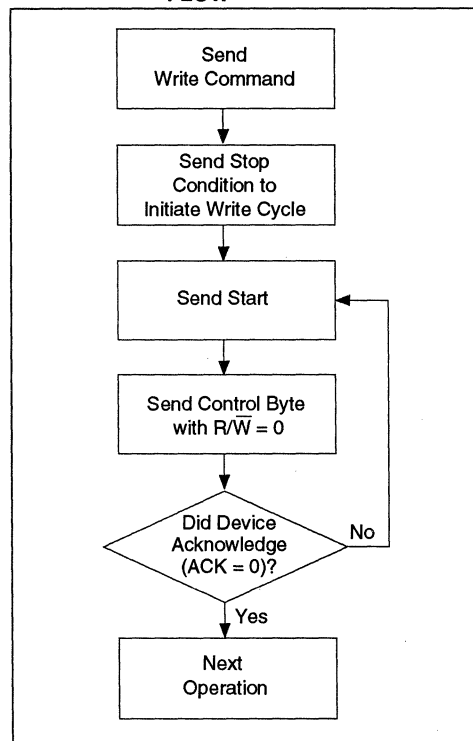 Send
Write Command
Send Stop
Condition to
Initiate Write Cycle
Send Start
Send Control Byte
with R/W̅ = 0
Did Device
Acknowledge
(ACK = 0)?
No
Yes
Next
Operation